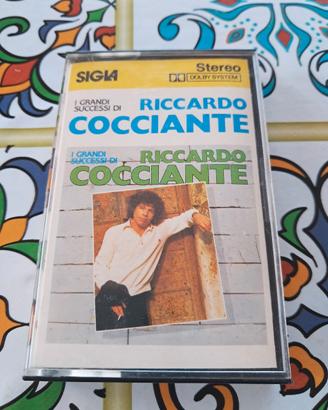 SIGLA
Stereo
DOLBY SYSTEM
I GRANDI
SUCCESSI DI
RICCARDO
COCCIANTE
I GRANDI
SUCCESSI DI
RICCARDO
COCCIANTE